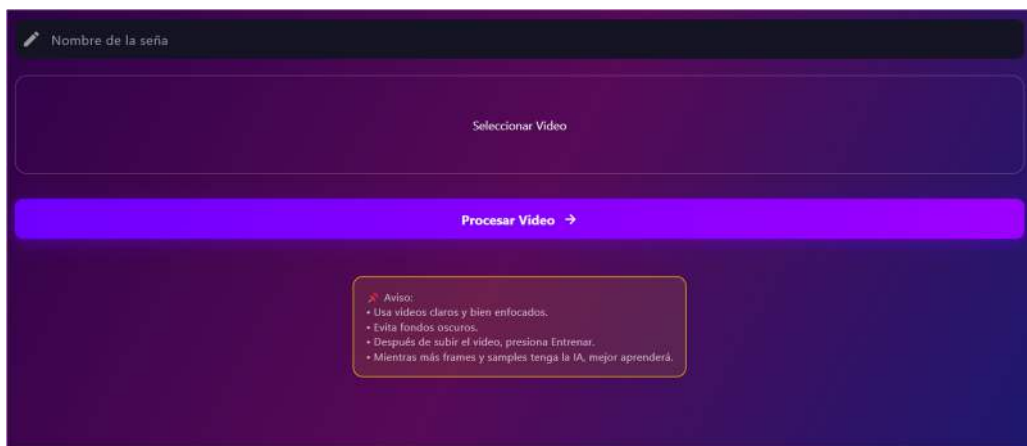 Nombre de la seña
Seleccionar Video
Procesar Video →
📌 Aviso:
• Usa videos claros y bien enfocados.
• Evita fondos oscuros.
• Después de subir el video, presiona Entrenar.
• Mientras más frames y samples tenga la IA, mejor aprenderá.